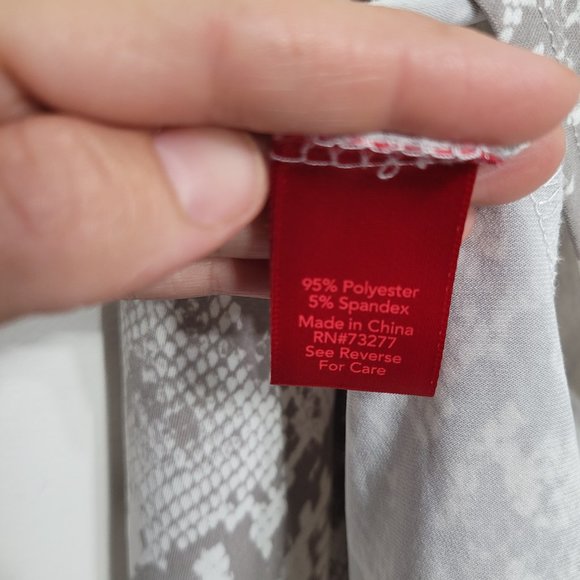 95% Polyester
5% Spandex
Made in China
RN#73277
See Reverse
For Care